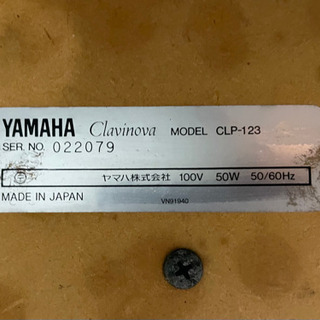 YAMAHA Clavinova MODEL CLP-123
SER. NO. 022079
ヤマハ株式会社 100V 50W 50/60Hz
MADE IN JAPAN VN91940